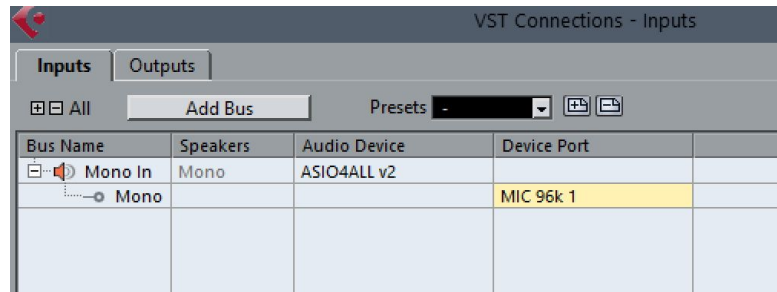 VST Connections - Inputs
Inputs Outputs
All Add Bus Presets -
Bus Name Speakers Audio Device Device Port
Mono In Mono ASIO4ALL v2
Mono MIC 96k 1